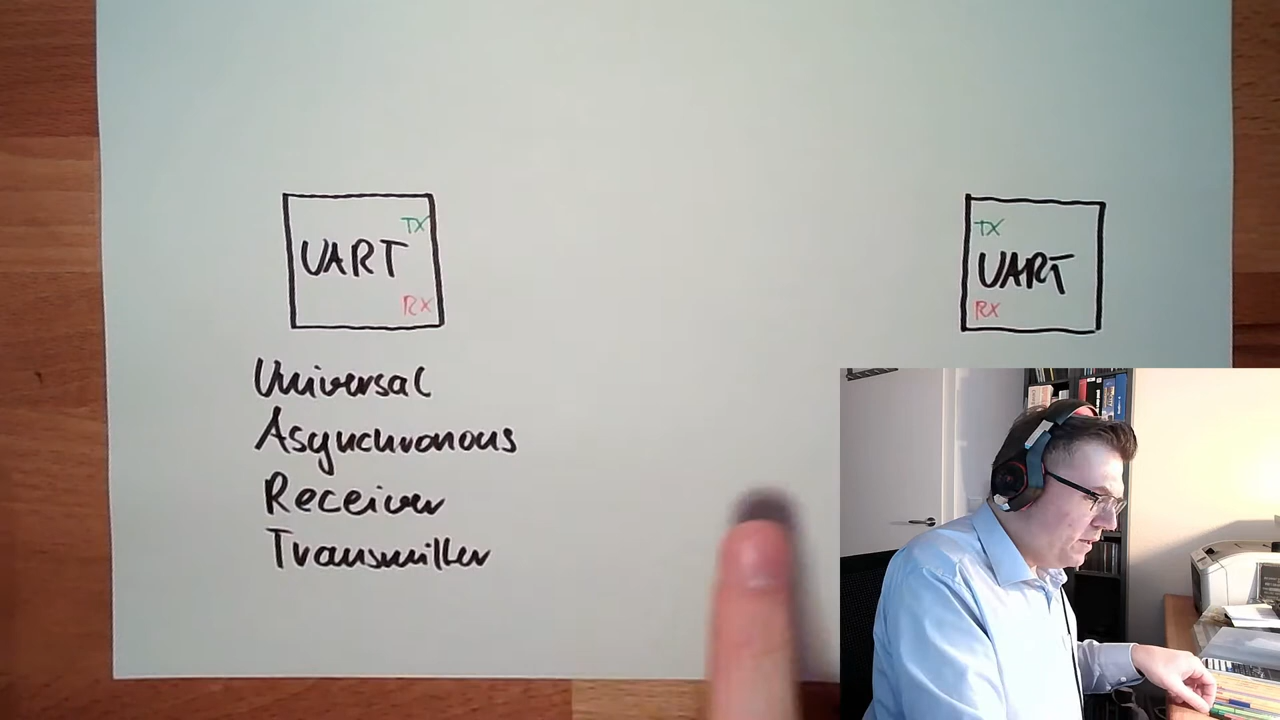 TX
UART
RX
TX
UART
RX
Universal
Asynchronous
Receiver
Transmitter